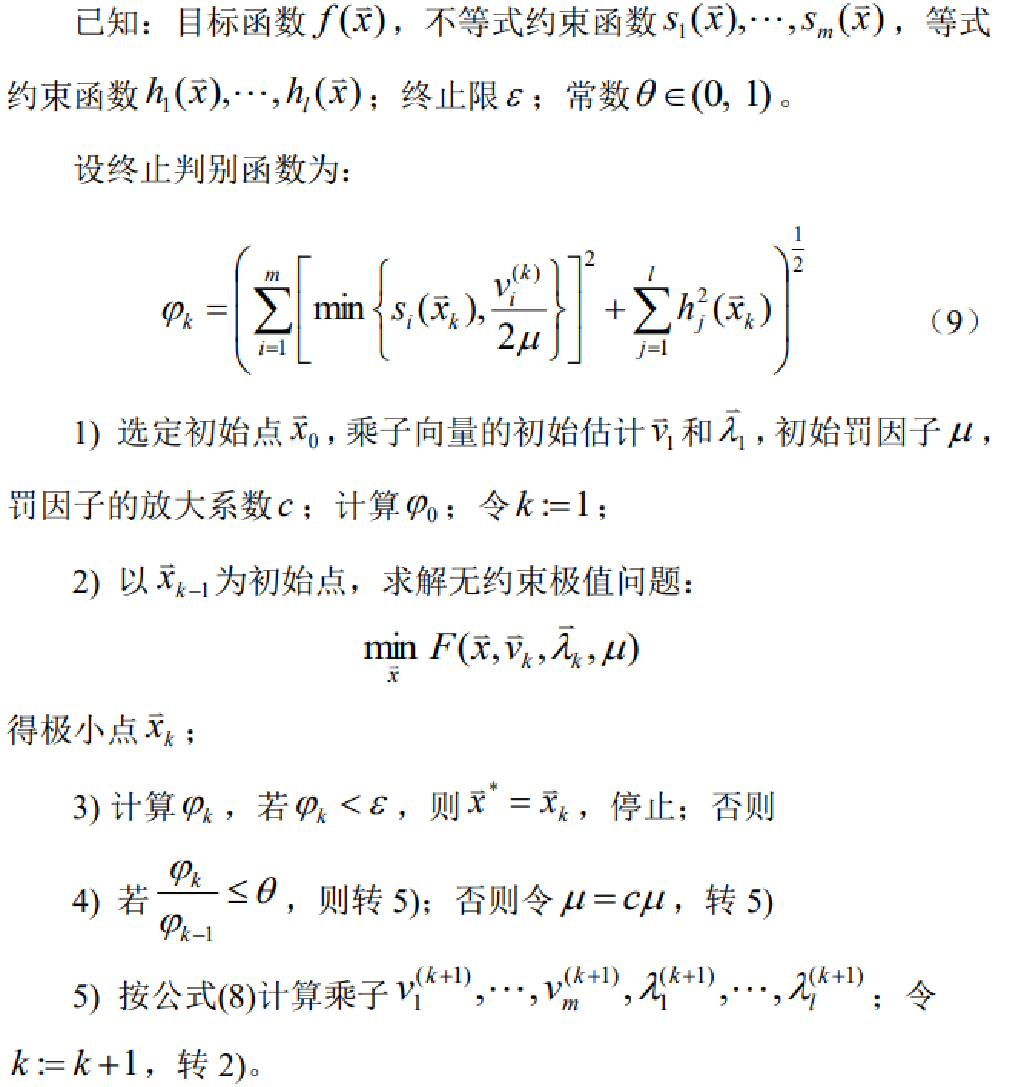 已知：目标函数 $f(\bar{x})$，不等式约束函数 $s_1(\bar{x}),\cdots,s_m(\bar{x})$，等式
约束函数 $h_1(\bar{x}),\cdots,h_l(\bar{x})$；终止限 $\varepsilon$；常数 $\theta\in(0,1)$。
设终止判别函数为：
$\varphi_k=\left(\sum_{i=1}^{m}\left[\min\left\{s_i(\bar{x}_k),\frac{v_i^{(k)}}{2\mu}\right\}\right]^2+\sum_{j=1}^{l}h_j^2(\bar{x}_k)\right)^{\frac{1}{2}}$ （9）
1) 选定初始点 $\bar{x}_0$，乘子向量的初始估计 $\bar{v}_1$ 和 $\bar{\lambda}_1$，初始罚因子 $\mu$，
罚因子的放大系数 $c$；计算 $\varphi_0$；令 $k:=1$；
2) 以 $\bar{x}_{k-1}$ 为初始点，求解无约束极值问题：
$\min_{\bar{x}} F(\bar{x},\bar{v}_k,\bar{\lambda}_k,\mu)$
得极小点 $\bar{x}_k$；
3) 计算 $\varphi_k$，若 $\varphi_k<\varepsilon$，则 $\bar{x}^*=\bar{x}_k$，停止；否则
4) 若 $\frac{\varphi_k}{\varphi_{k-1}}\leq\theta$，则转 5)；否则令 $\mu=c\mu$，转 5)
5) 按公式(8)计算乘子 $v_1^{(k+1)},\cdots,v_m^{(k+1)},\lambda_1^{(k+1)},\cdots,\lambda_l^{(k+1)}$；令
$k:=k+1$，转 2)。